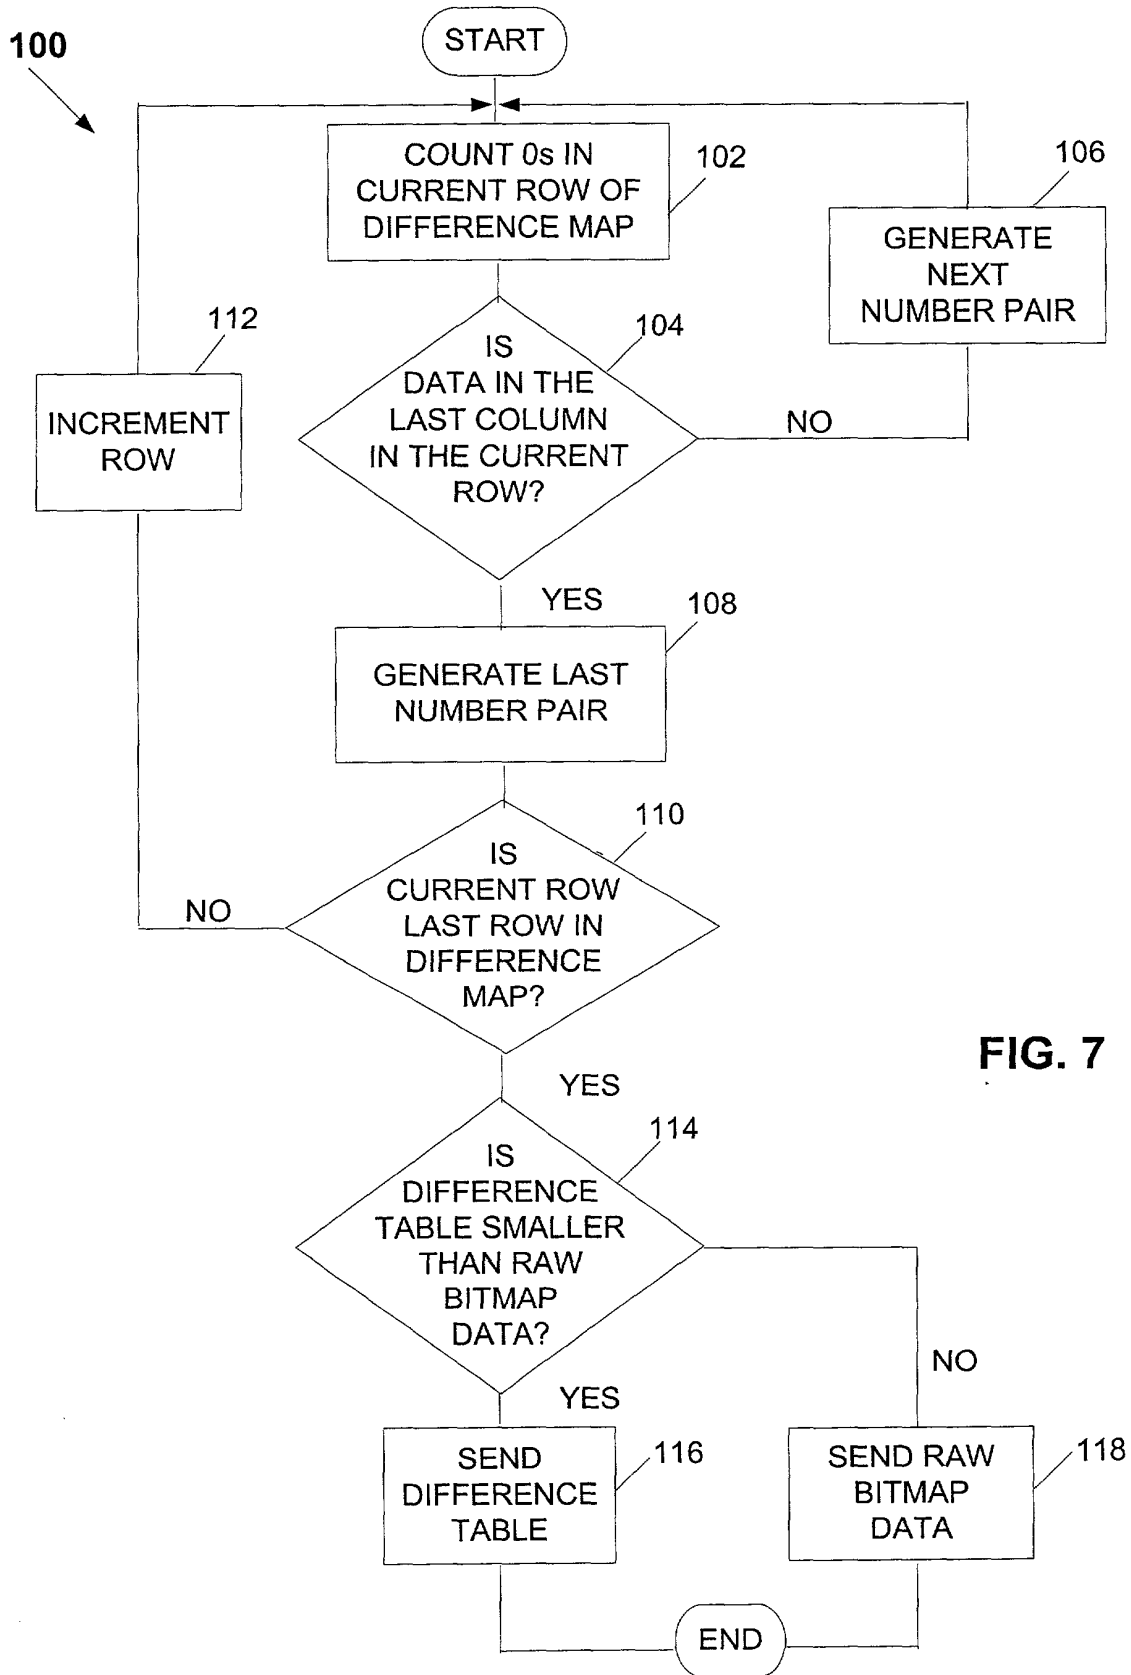 100
START
COUNT 0s IN
CURRENT ROW OF
DIFFERENCE MAP
102
106
GENERATE
NEXT
NUMBER PAIR
112
INCREMENT
ROW
104
IS
DATA IN THE
LAST COLUMN
IN THE CURRENT
ROW?
NO
YES
108
GENERATE LAST
NUMBER PAIR
110
IS
CURRENT ROW
LAST ROW IN
DIFFERENCE
MAP?
NO
FIG. 7
YES
114
IS
DIFFERENCE
TABLE SMALLER
THAN RAW
BITMAP
DATA?
NO
YES
SEND
DIFFERENCE
TABLE
116
SEND RAW
BITMAP
DATA
118
END